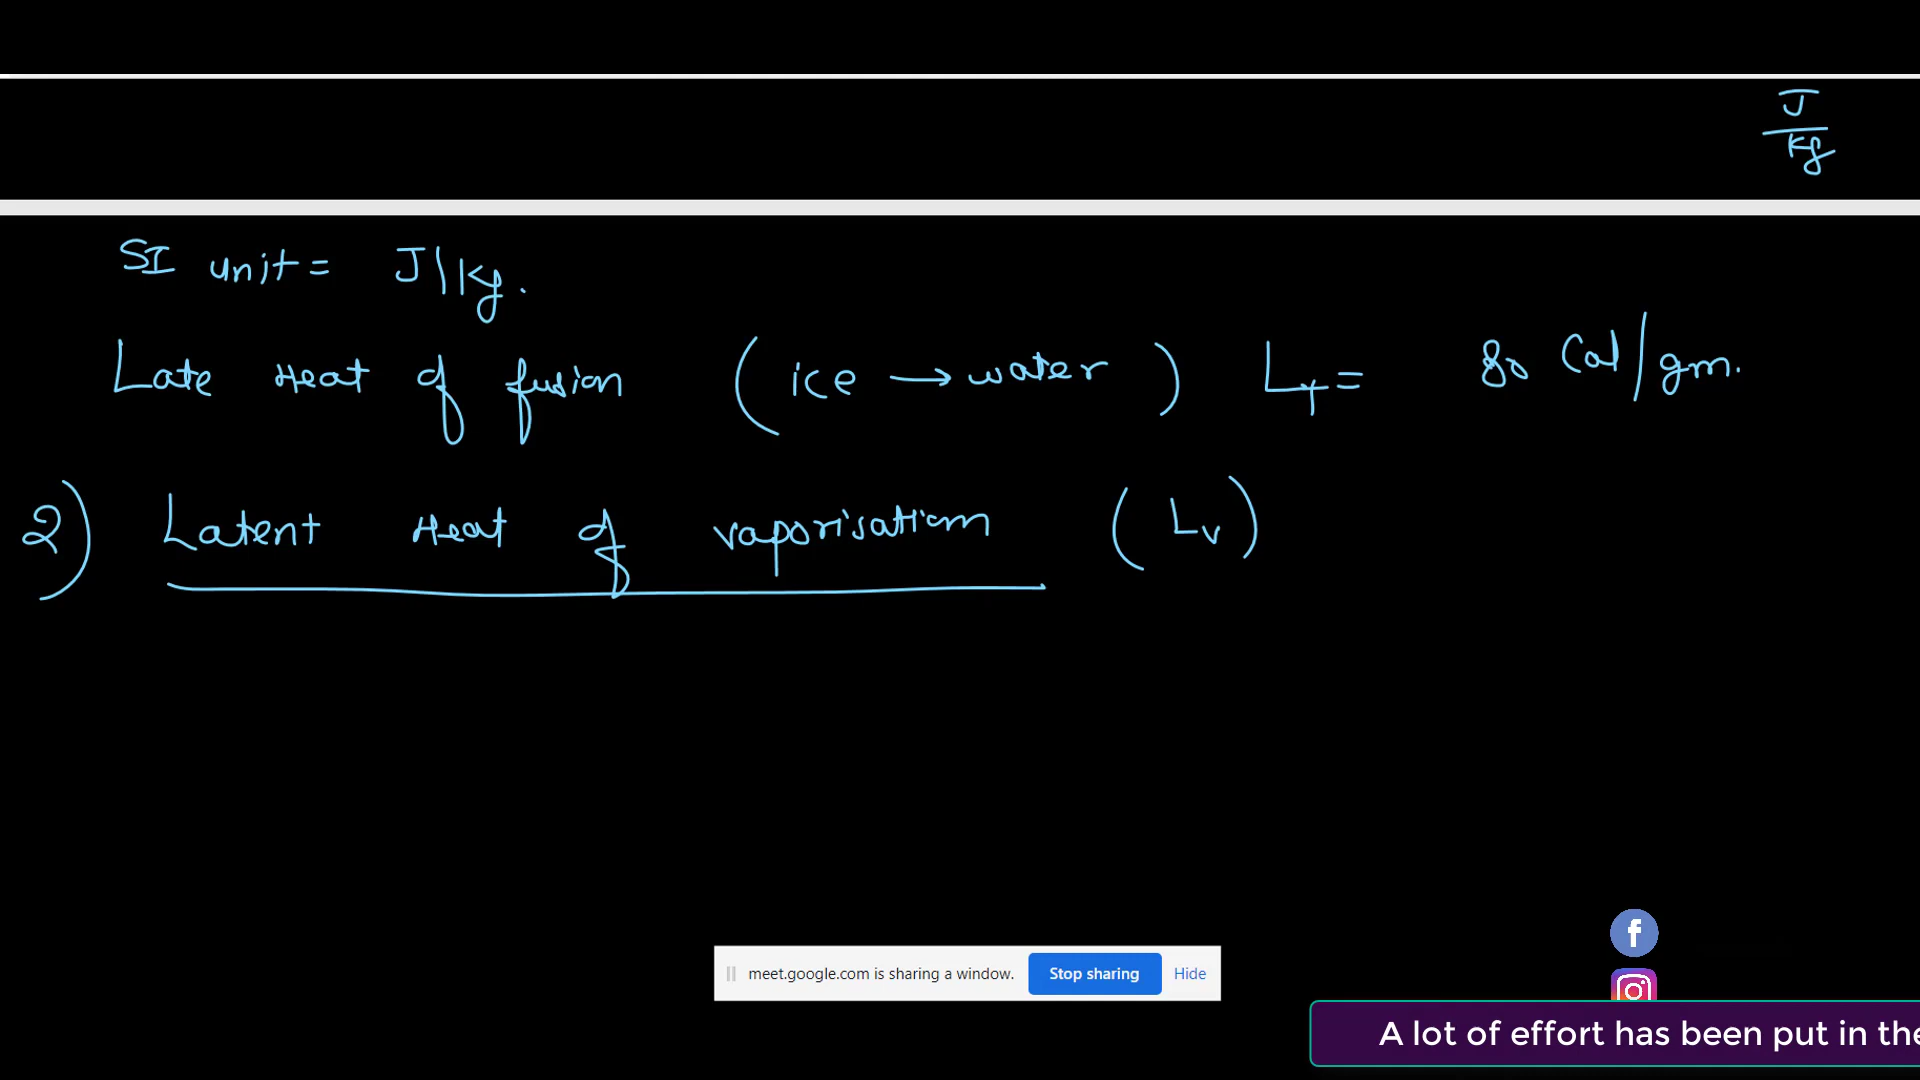 J
kg
SI unit = J\kg.
Late Heat of fusion (ice → water) Lf = 80 Cal/gm.
2) Latent Heat of vaporisation (Lv)
meet.google.com is sharing a window. Stop sharing Hide
f
A lot of effort has been put in the